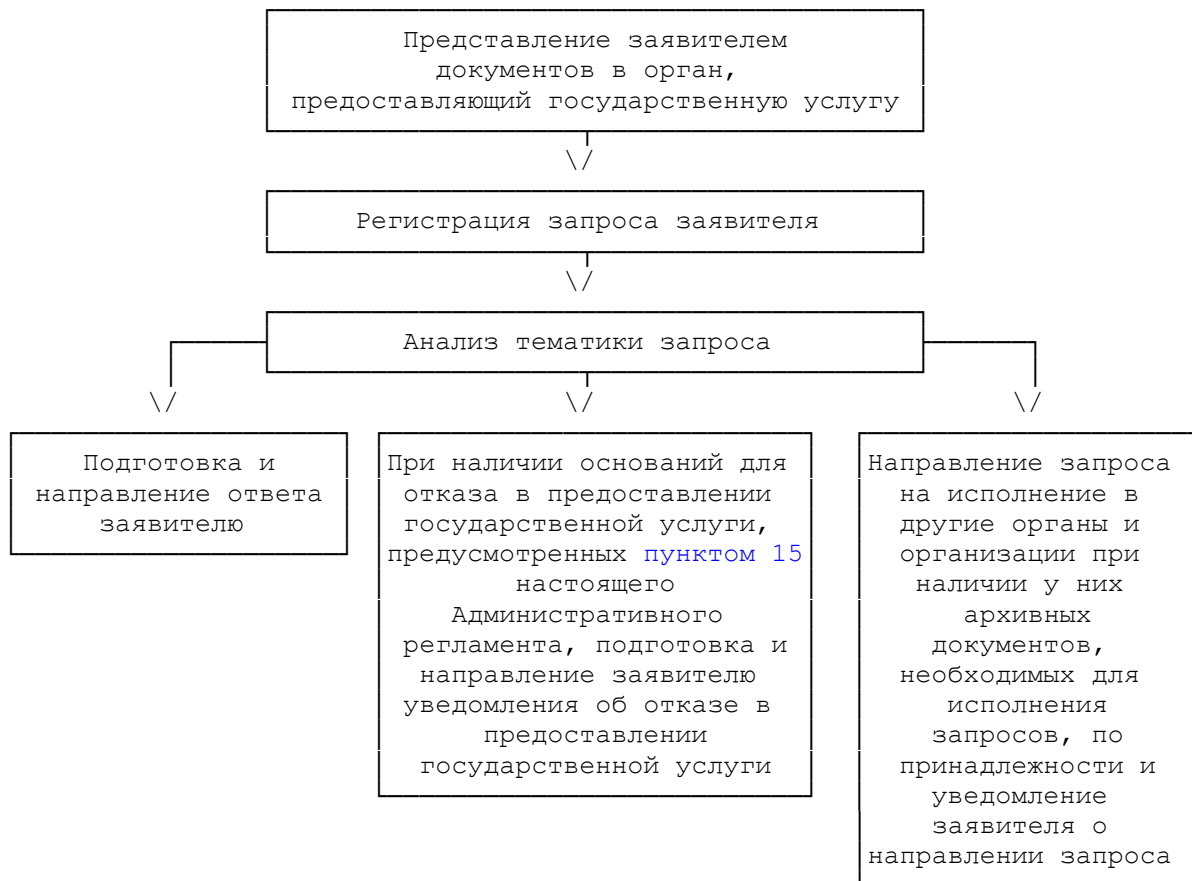 Представление заявителем
документов в орган,
предоставляющий государственную услугу
\/
Регистрация запроса заявителя
\/
Анализ тематики запроса
\/
\/
\/
Подготовка и
направление ответа
заявителю
При наличии оснований для
отказа в предоставлении
государственной услуги,
предусмотренных пунктом 15
настоящего
Административного
регламента, подготовка и
направление заявителю
уведомления об отказе в
предоставлении
государственной услуги
Направление запроса
на исполнение в
другие органы и
организации при
наличии у них
архивных
документов,
необходимых для
исполнения
запросов, по
принадлежности и
уведомление
заявителя о
направлении запроса